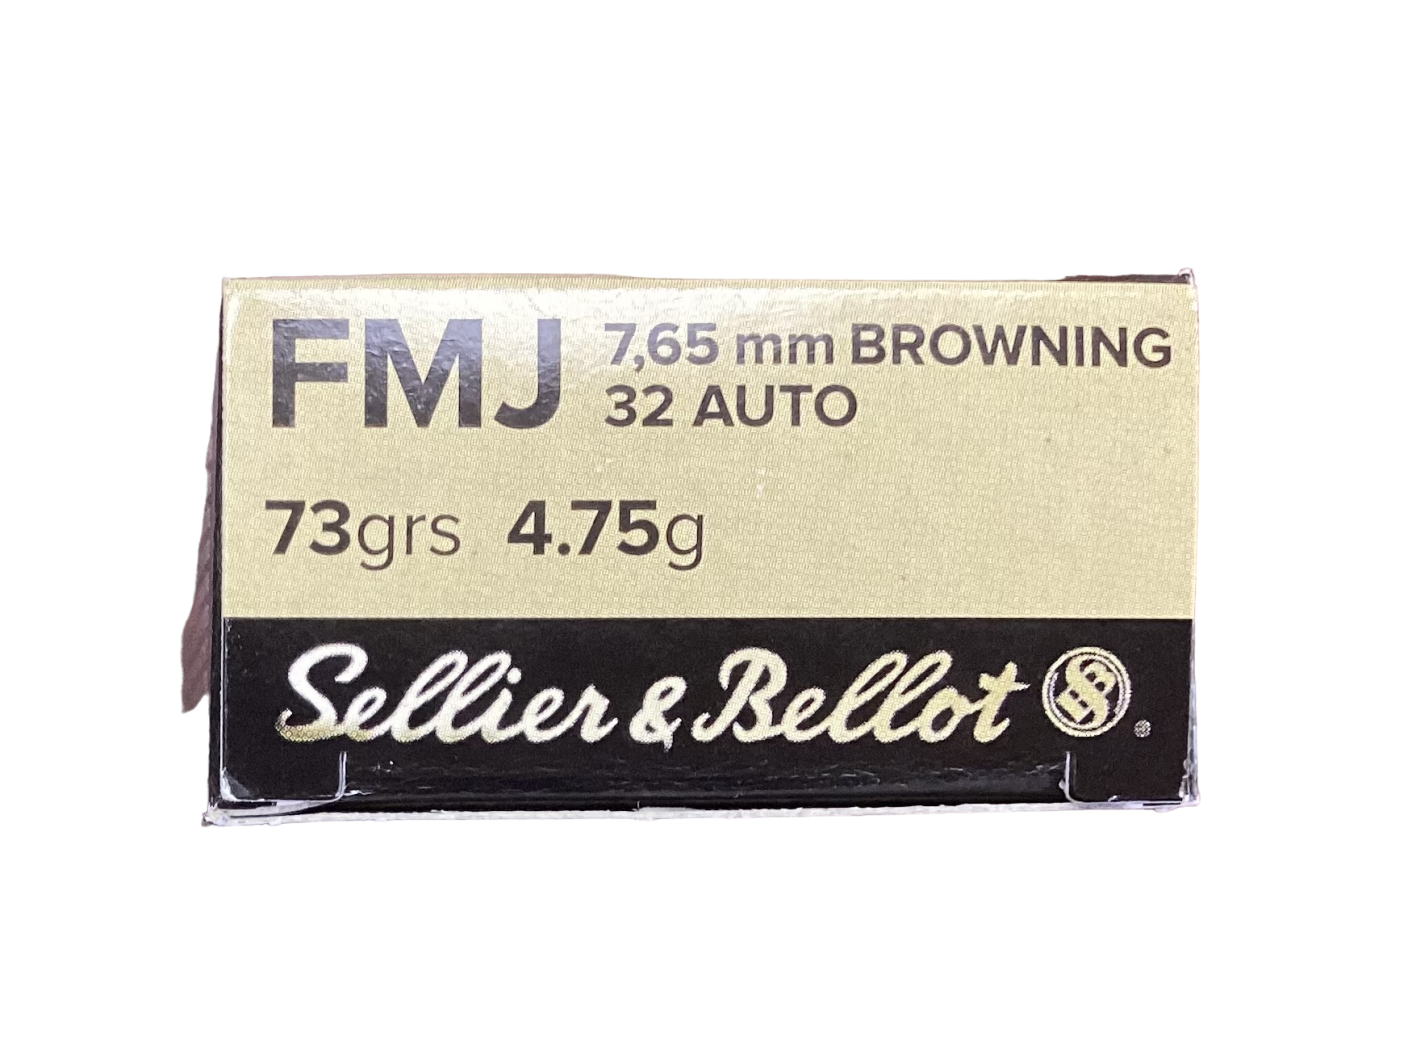 FMJ 7,65 mm BROWNING
32 AUTO
73grs 4.75g
Sellier & Bellot